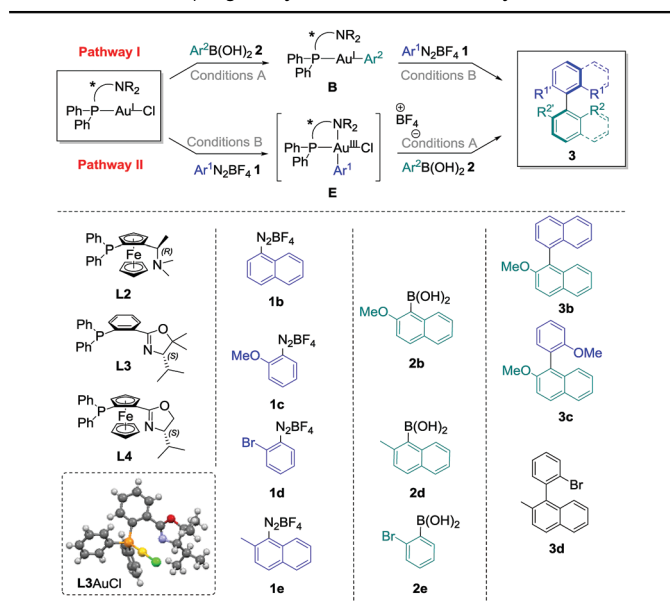 Pathway I
Ar²B(OH)₂ 2
Conditions A
* NR₂
Ph-P-Auᴵ-Ar²
Ph
B
Ar¹N₂BF₄ 1
Conditions B
* NR₂
Ph-P-Auᴵ-Cl
Ph
R¹' R¹
R²' R²
3
Pathway II
Conditions B
Ar¹N₂BF₄ 1
* NR₂
Ph-P-Auᴵᴵᴵ-Cl
Ph Ar¹
E
⊕
BF₄
⊖
Conditions A
Ar²B(OH)₂ 2
Ph
Ph P Fe (R)
N
L2
Ph
Ph P O
N (S)
L3
Ph P Fe O
Ph N (S)
L4
L3AuCl
N₂BF₄
1b
N₂BF₄
MeO
1c
N₂BF₄
Br
1d
N₂BF₄
1e
B(OH)₂
MeO
2b
B(OH)₂
2d
B(OH)₂
Br
2e
MeO
3b
OMe
MeO
3c
Br
3d